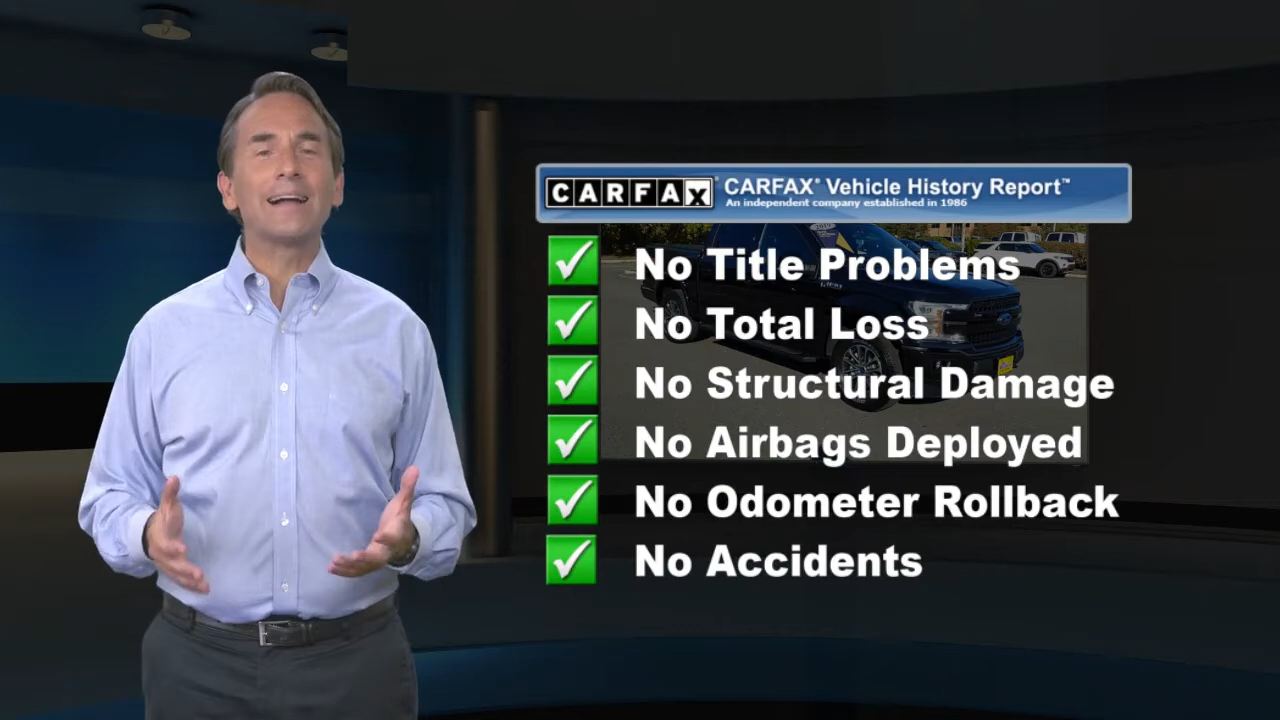 CARFAX® CARFAX® Vehicle History Report™
An independent company established in 1986
No Title Problems
No Total Loss
No Structural Damage
No Airbags Deployed
No Odometer Rollback
No Accidents